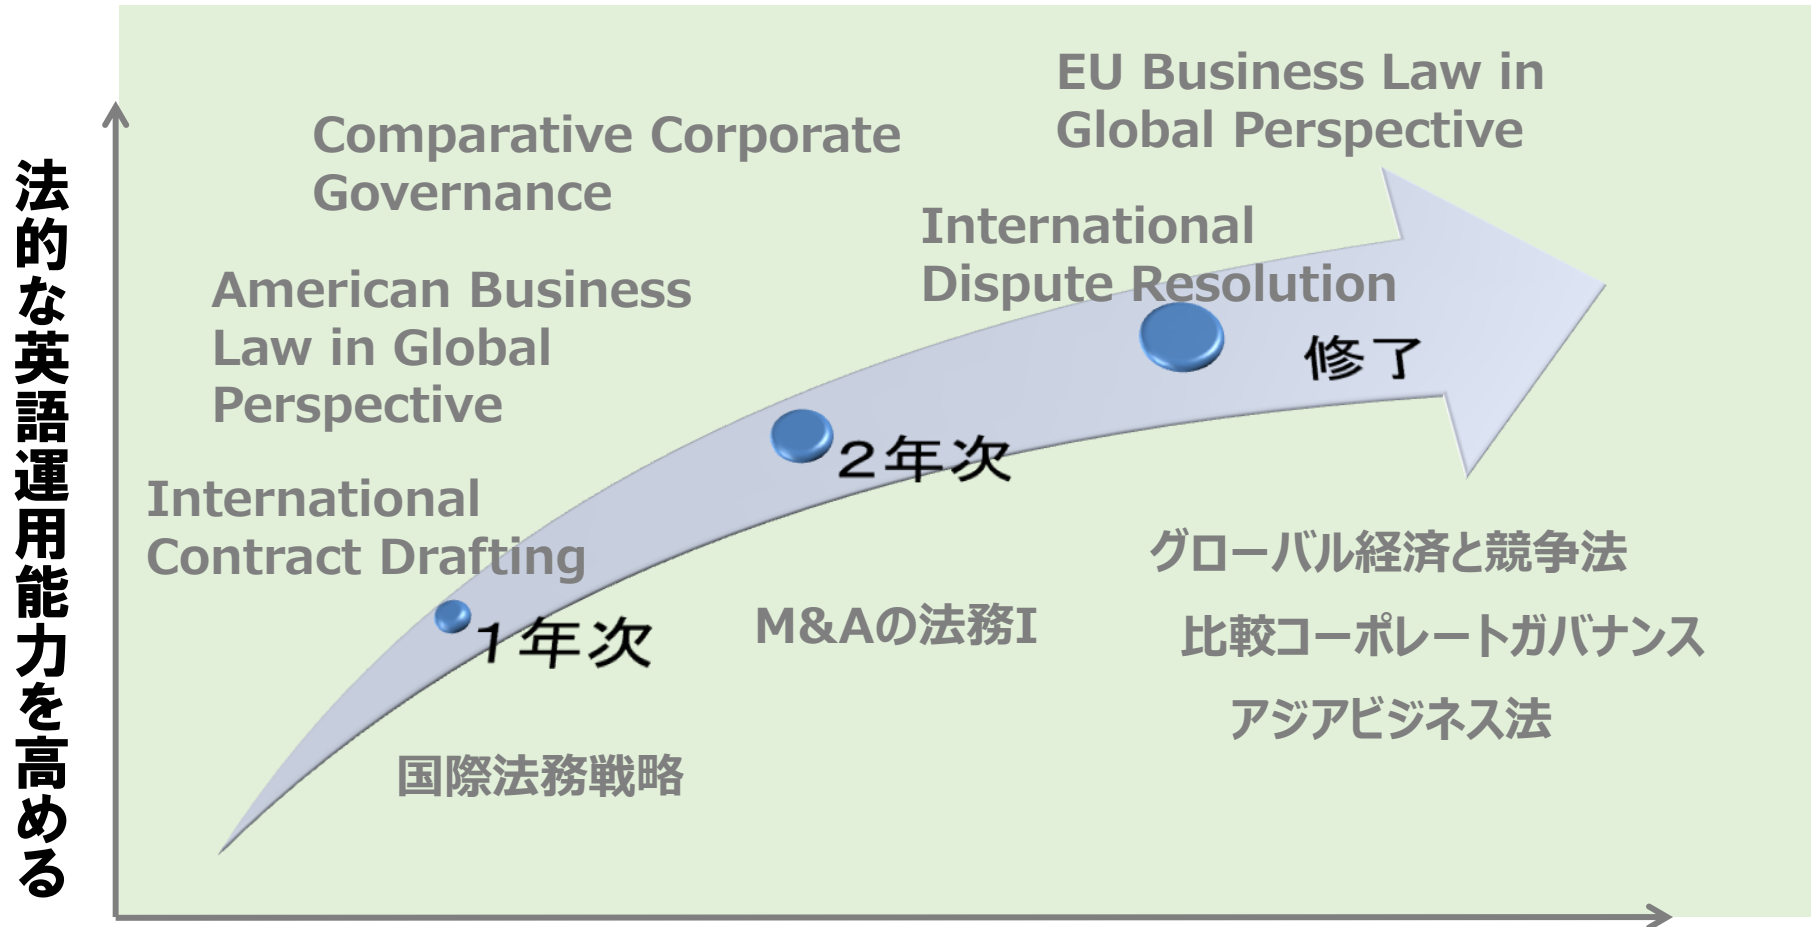 法的な英語運用能力を高める
EU Business Law in
Global Perspective
Comparative Corporate
Governance
International
Dispute Resolution
American Business
Law in Global
Perspective
修了
２年次
International
Contract Drafting
１年次
グローバル経済と競争法
M&Aの法務I
比較コーポレートガバナンス
アジアビジネス法
国際法務戦略